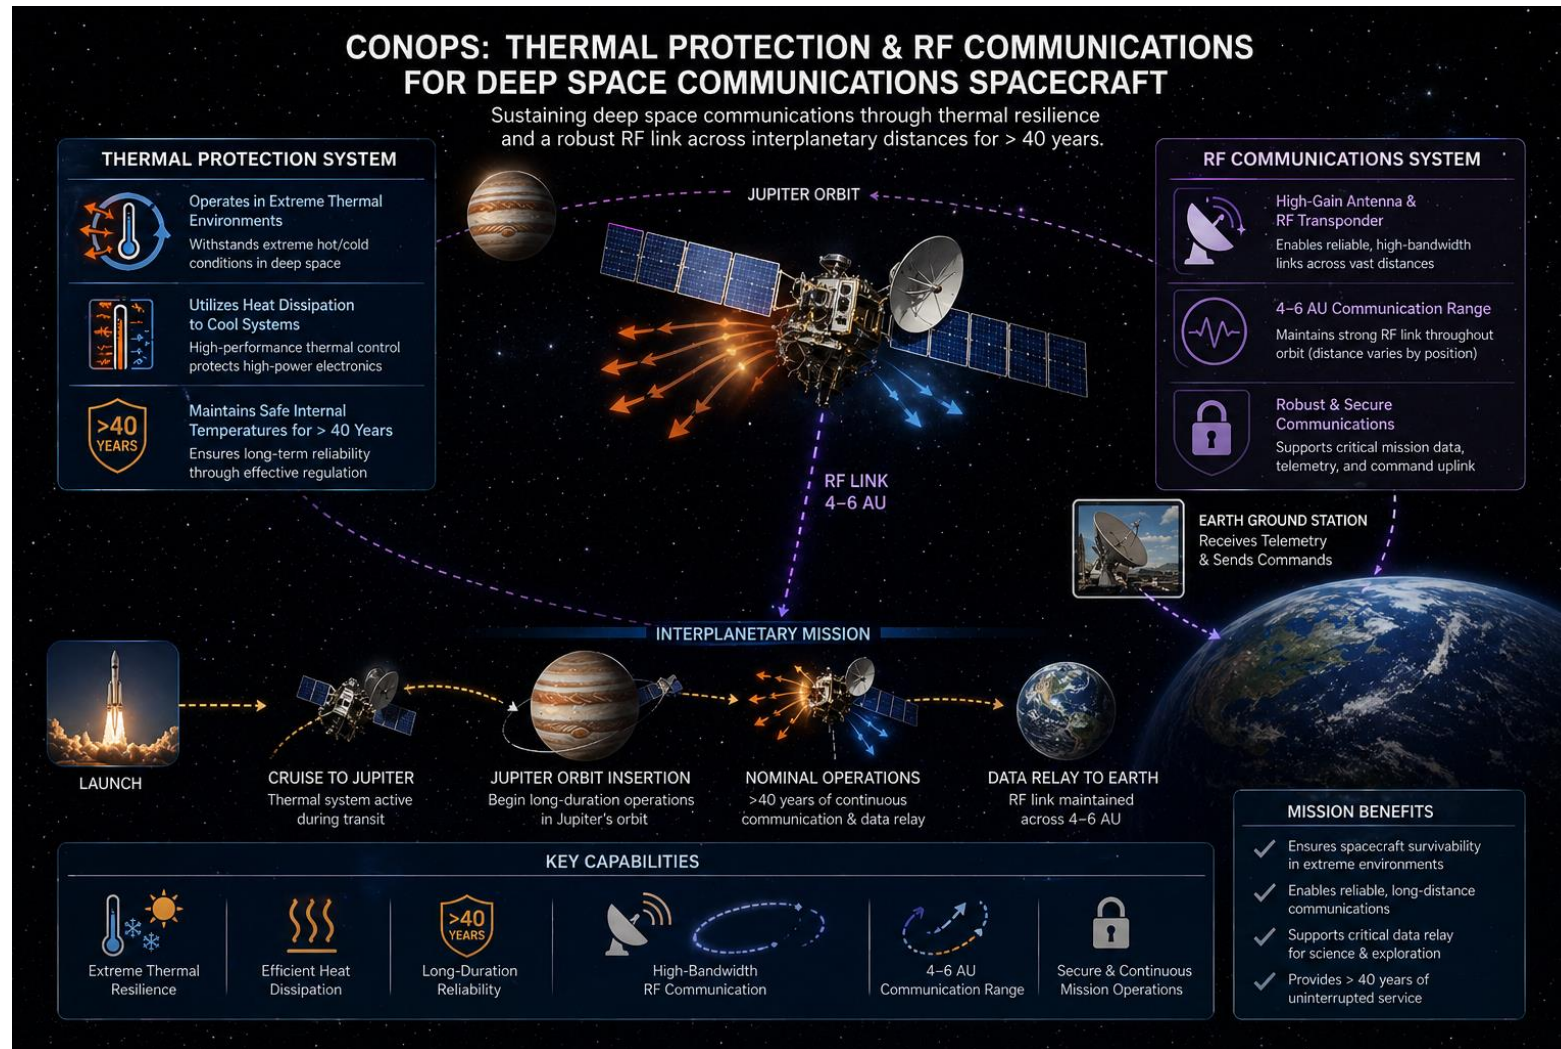 CONOPS: THERMAL PROTECTION & RF COMMUNICATIONS
FOR DEEP SPACE COMMUNICATIONS SPACECRAFT
Sustaining deep space communications through thermal resilience
and a robust RF link across interplanetary distances for > 40 years.
THERMAL PROTECTION SYSTEM
Operates in Extreme Thermal
Environments
Withstands extreme hot/cold
conditions in deep space
Utilizes Heat Dissipation
to Cool Systems
High-performance thermal control
protects high-power electronics
>40
YEARS
Maintains Safe Internal
Temperatures for > 40 Years
Ensures long-term reliability
through effective regulation
JUPITER ORBIT
RF LINK
4–6 AU
RF COMMUNICATIONS SYSTEM
High-Gain Antenna &
RF Transponder
Enables reliable, high-bandwidth
links across vast distances
4–6 AU Communication Range
Maintains strong RF link throughout
orbit (distance varies by position)
Robust & Secure
Communications
Supports critical mission data,
telemetry, and command uplink
EARTH GROUND STATION
Receives Telemetry
& Sends Commands
INTERPLANETARY MISSION
LAUNCH
CRUISE TO JUPITER
Thermal system active
during transit
JUPITER ORBIT INSERTION
Begin long-duration operations
in Jupiter's orbit
NOMINAL OPERATIONS
>40 years of continuous
communication & data relay
DATA RELAY TO EARTH
RF link maintained
across 4–6 AU
KEY CAPABILITIES
Extreme Thermal
Resilience
Efficient Heat
Dissipation
>40
YEARS
Long-Duration
Reliability
High-Bandwidth
RF Communication
4–6 AU
Communication Range
Secure & Continuous
Mission Operations
MISSION BENEFITS
Ensures spacecraft survivability
in extreme environments
Enables reliable, long-distance
communications
Supports critical data relay
for science & exploration
Provides > 40 years of
uninterrupted service